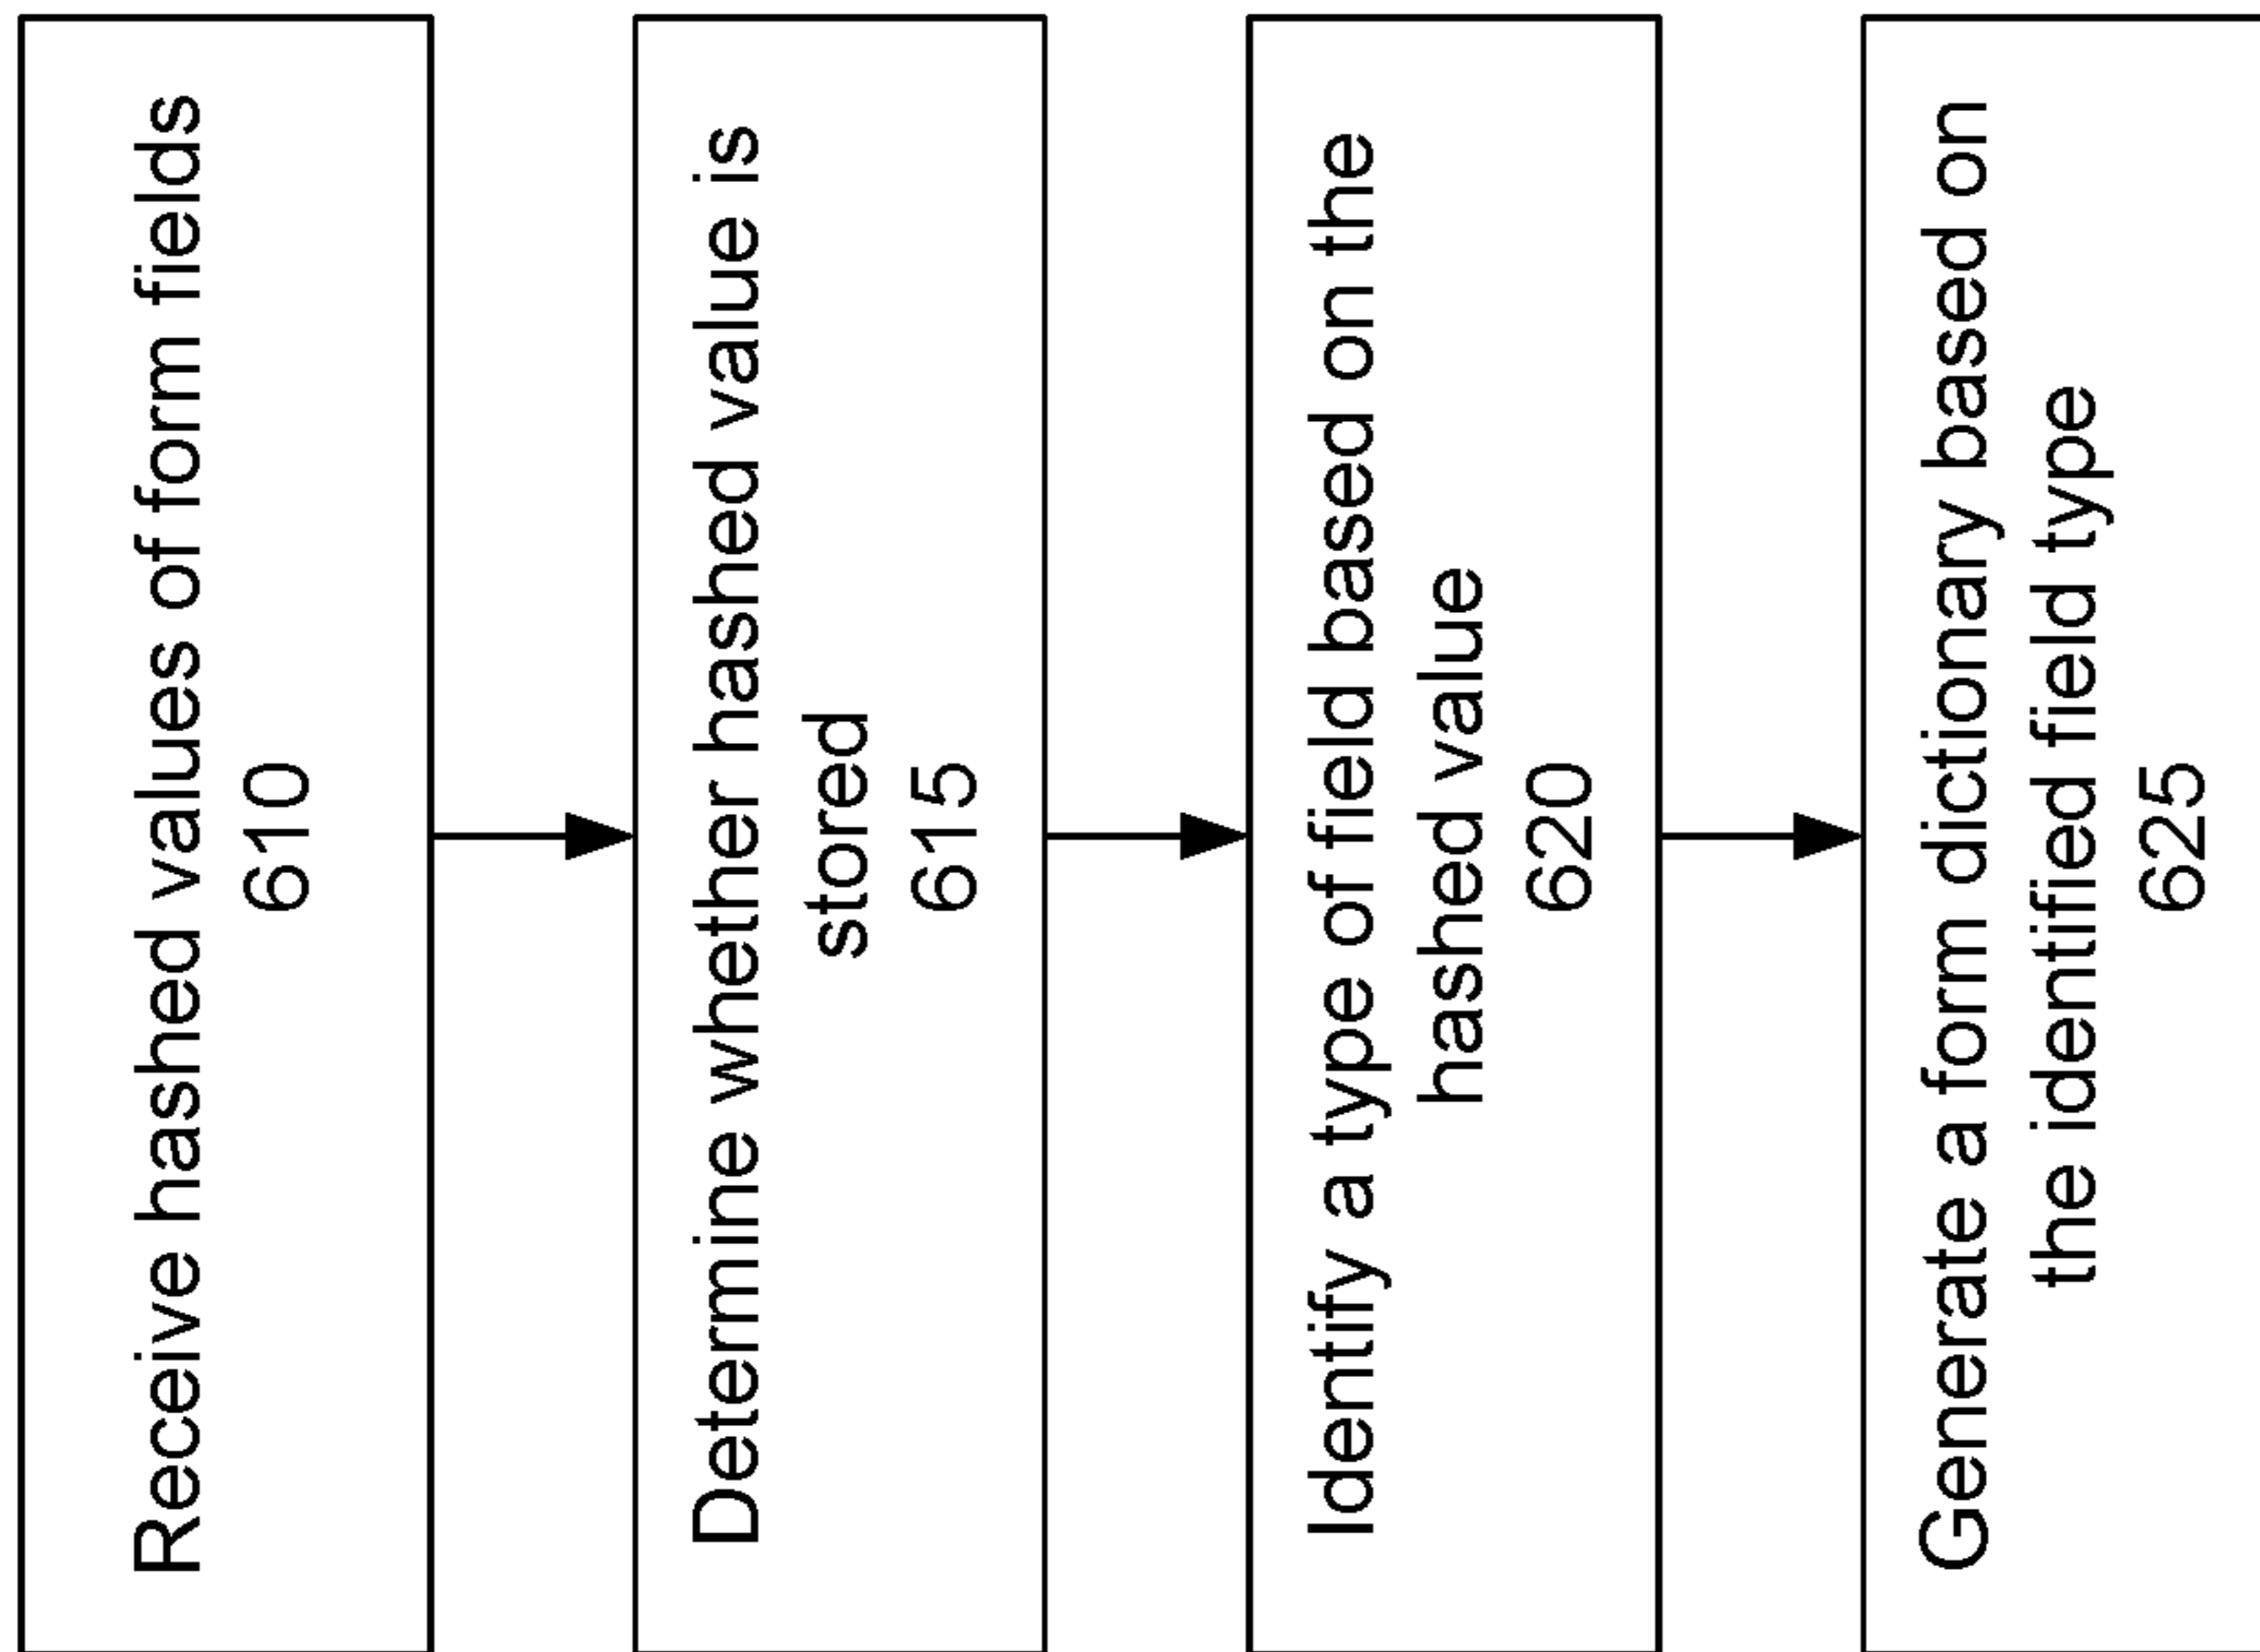 Receive hashed values of form fields
610
Determine whether hashed value is
stored
615
Identify a type of field based on the
hashed value
620
Generate a form dictionary based on
the identified field type
625